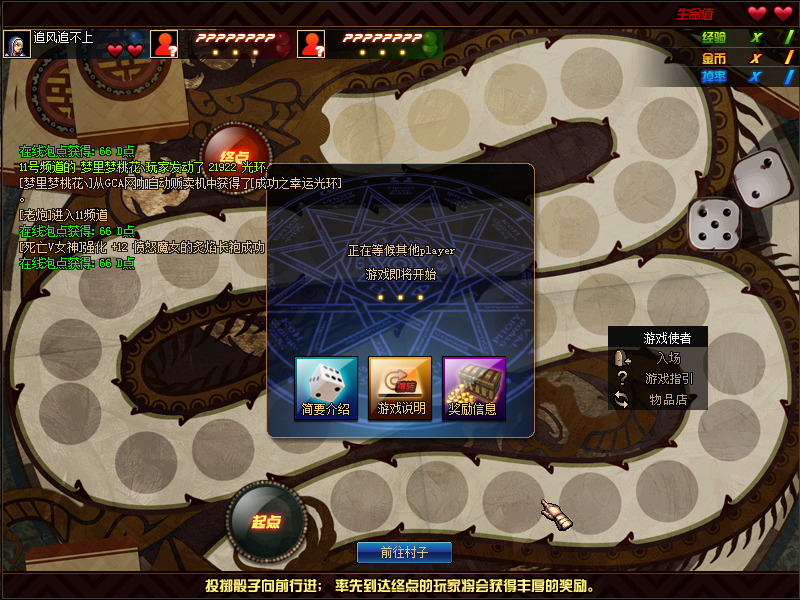 生命值
追风追不上
????????
????????
经验 X /
金币 X /
掉率 X /
在线泡点获得: 66 D点
终点
11号频道的-梦里梦桃花ヽ玩家发动了 21922 光环
[梦里梦桃花ヽ]从GCA网咖自动贩卖机中获得了[成功之幸运光环]
。
[老炮]进入11频道
在线泡点获得: 66 D点
[死亡V女神]强化 +12 愤怒魔女的炙焰长袍成功
在线泡点获得: 66 D点
正在等候其他player
游戏即将开始
游戏使者
入场
游戏指引
物品店
简要介绍
游戏说明
奖励信息
起点
前往村子
投掷骰子向前行进； 率先到达终点的玩家将会获得丰厚的奖励。